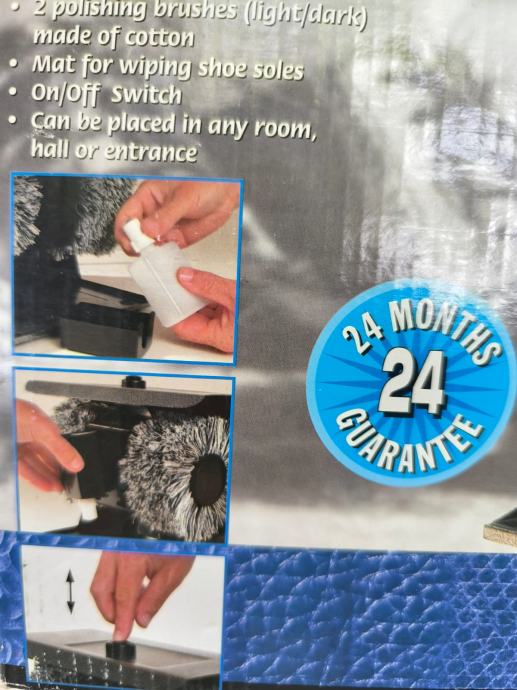 • 2 polishing brushes (light/dark)
made of cotton
• Mat for wiping shoe soles
• On/Off Switch
• Can be placed in any room,
hall or entrance
24 MONTHS
24
GUARANTEE